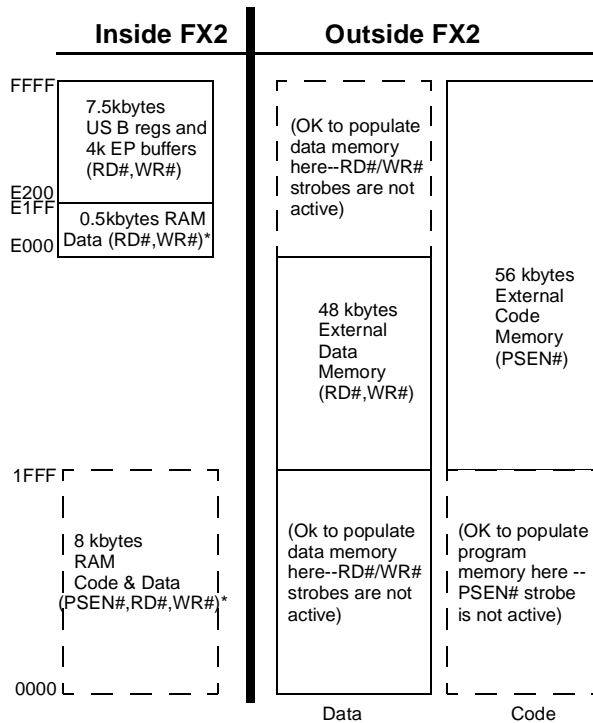 Inside FX2
Outside FX2
FFFF
7.5kbytes
US B regs and
4k EP buffers
(RD#,WR#)
E200
E1FF
0.5kbytes RAM
Data (RD#,WR#)*
E000
(OK to populate
data memory
here--RD#/WR#
strobes are not
active)
48 kbytes
External
Data
Memory
(RD#,WR#)
56 kbytes
External
Code
Memory
(PSEN#)
1FFF
8 kbytes
RAM
Code & Data
(PSEN#,RD#,WR#)*
0000
(Ok to populate
data memory
here--RD#/WR#
strobes are not
active)
(OK to populate
program
memory here --
PSEN# strobe
is not active)
Data
Code